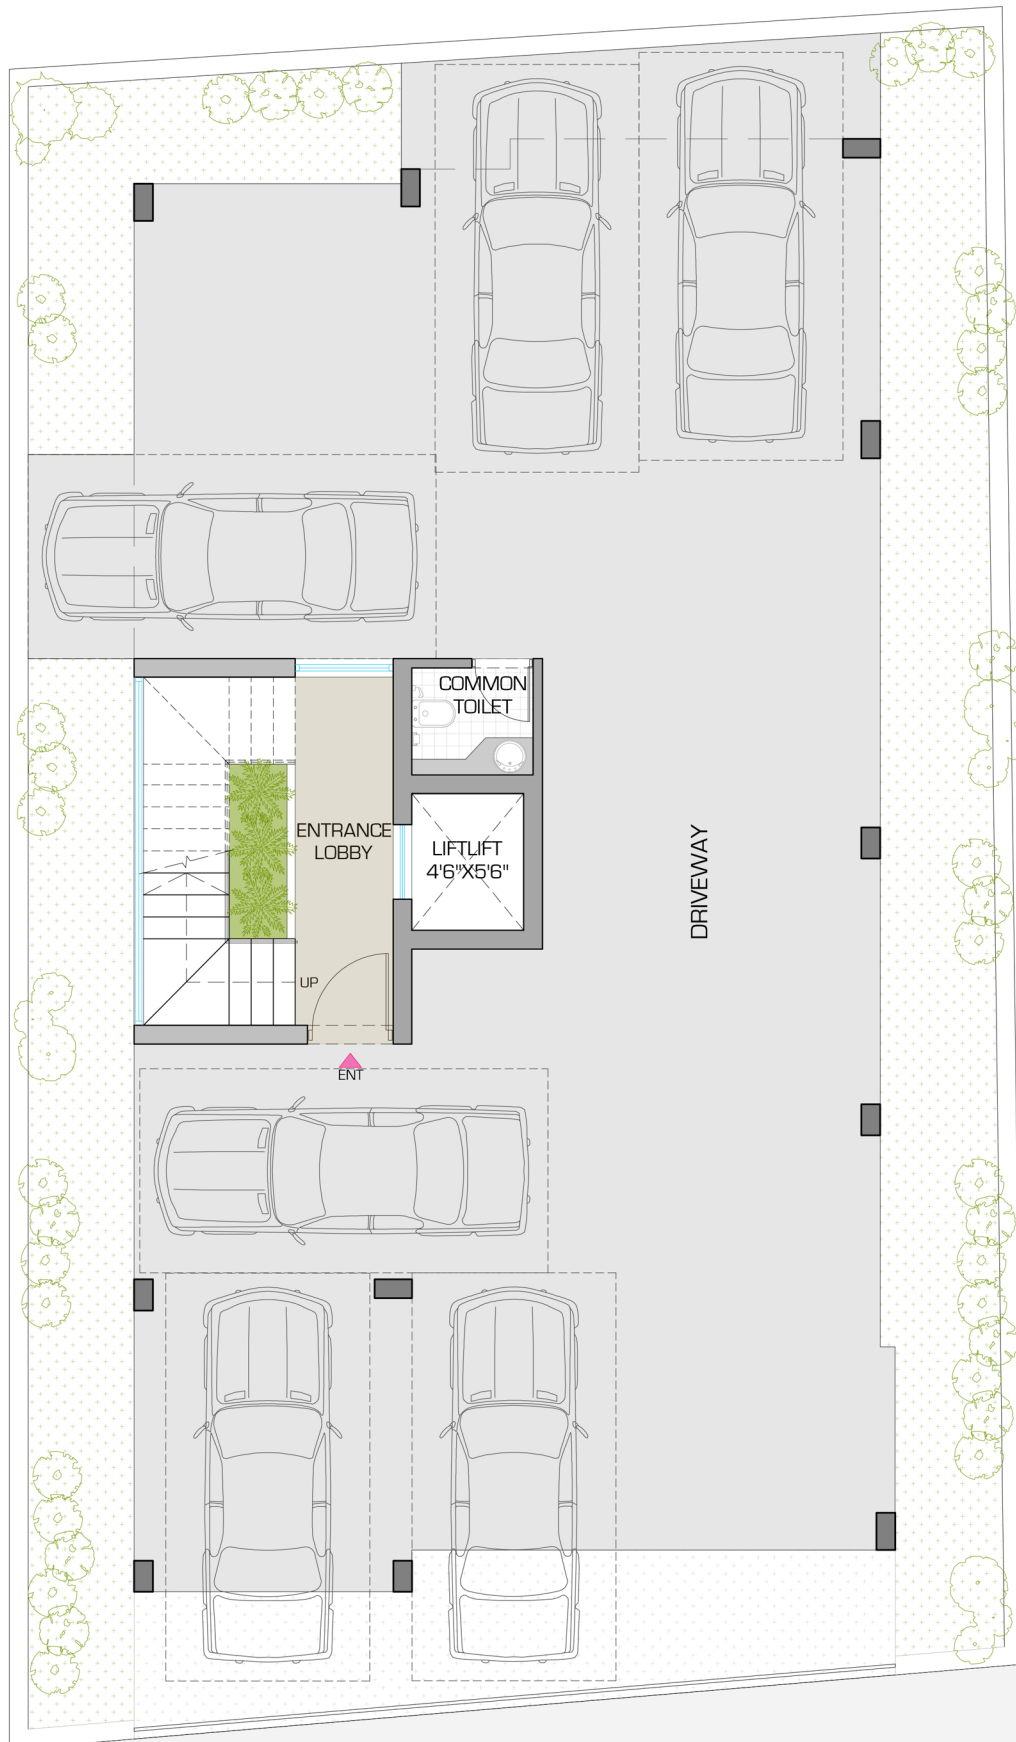 COMMON
TOILET
ENTRANCE
LOBBY
LIFTLIFT
4'6"X5'6"
DRIVEWAY
UP
ENT